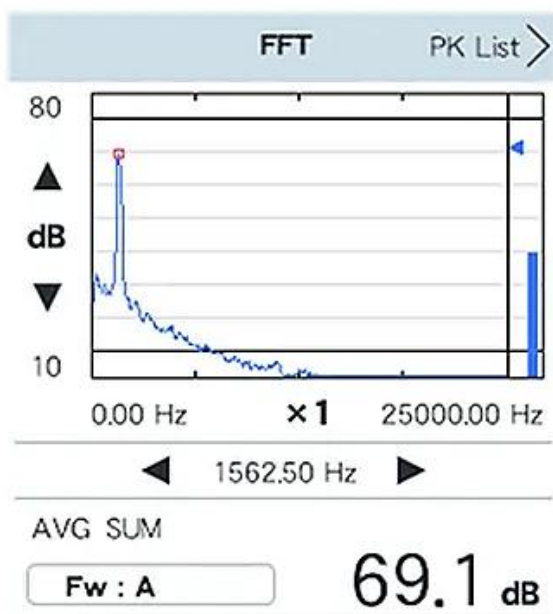 FFT PK List
80
dB
10
0.00 Hz ×1 25000.00 Hz
1562.50 Hz
AVG SUM
Fw : A 69.1 dB